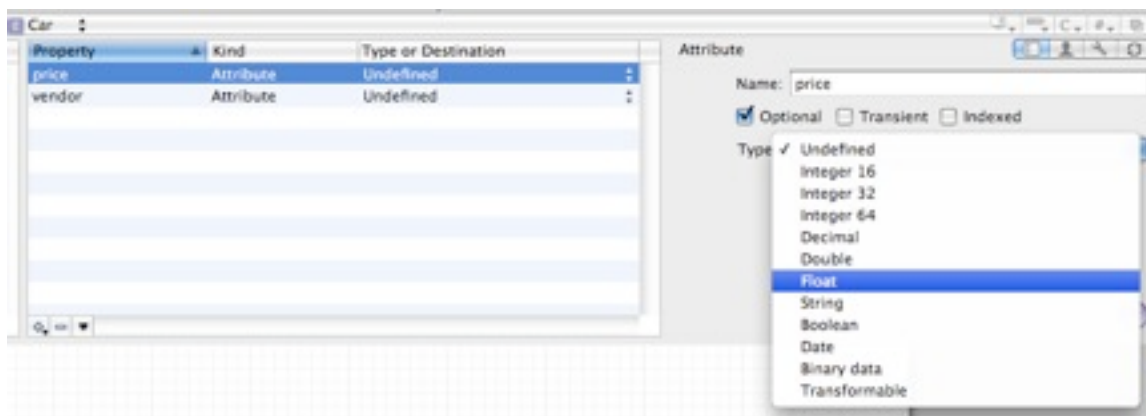 Car
Property Kind Type or Destination
price Attribute Undefined
vendor Attribute Undefined
Attribute
Name: price
Optional Transient Indexed
Type ✓ Undefined
Integer 16
Integer 32
Integer 64
Decimal
Double
Float
String
Boolean
Date
Binary data
Transformable